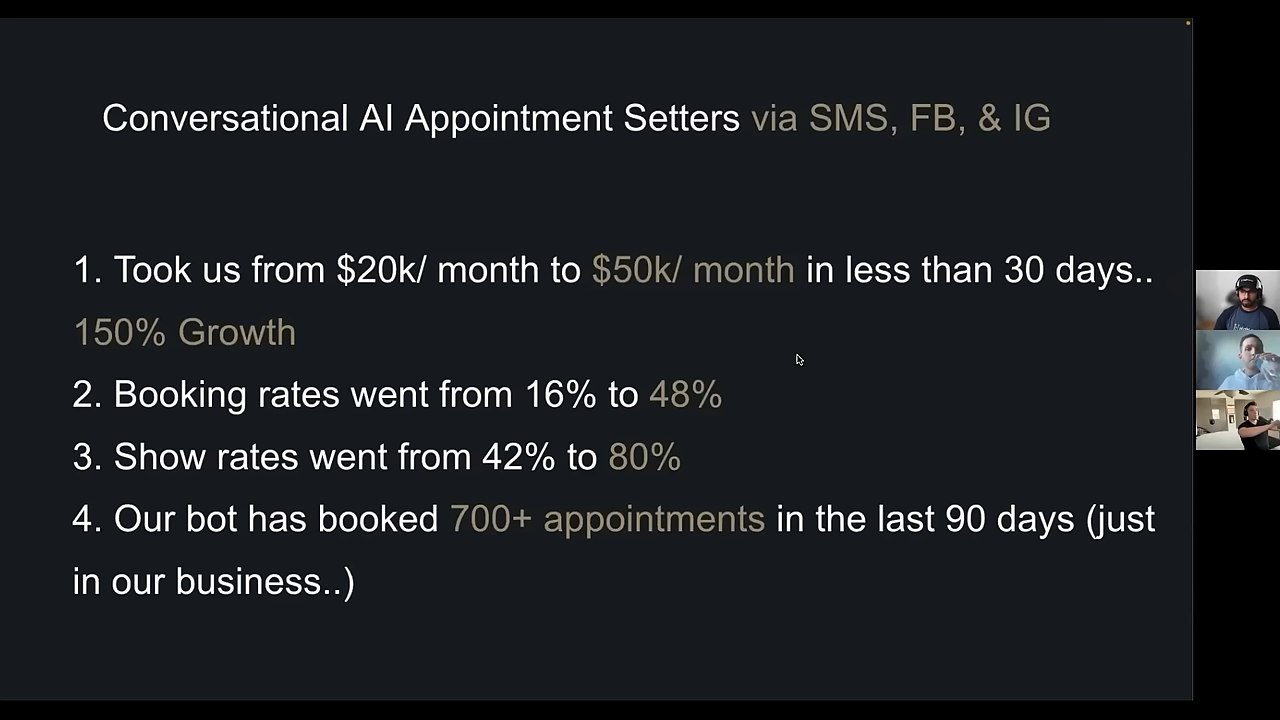 Conversational AI Appointment Setters via SMS, FB, & IG
1. Took us from $20k/ month to $50k/ month in less than 30 days..
150% Growth
2. Booking rates went from 16% to 48%
3. Show rates went from 42% to 80%
4. Our bot has booked 700+ appointments in the last 90 days (just
in our business..)